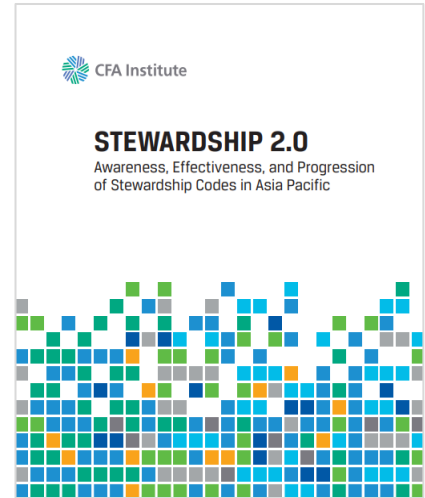 CFA Institute
STEWARDSHIP 2.0
Awareness, Effectiveness, and Progression
of Stewardship Codes in Asia Pacific